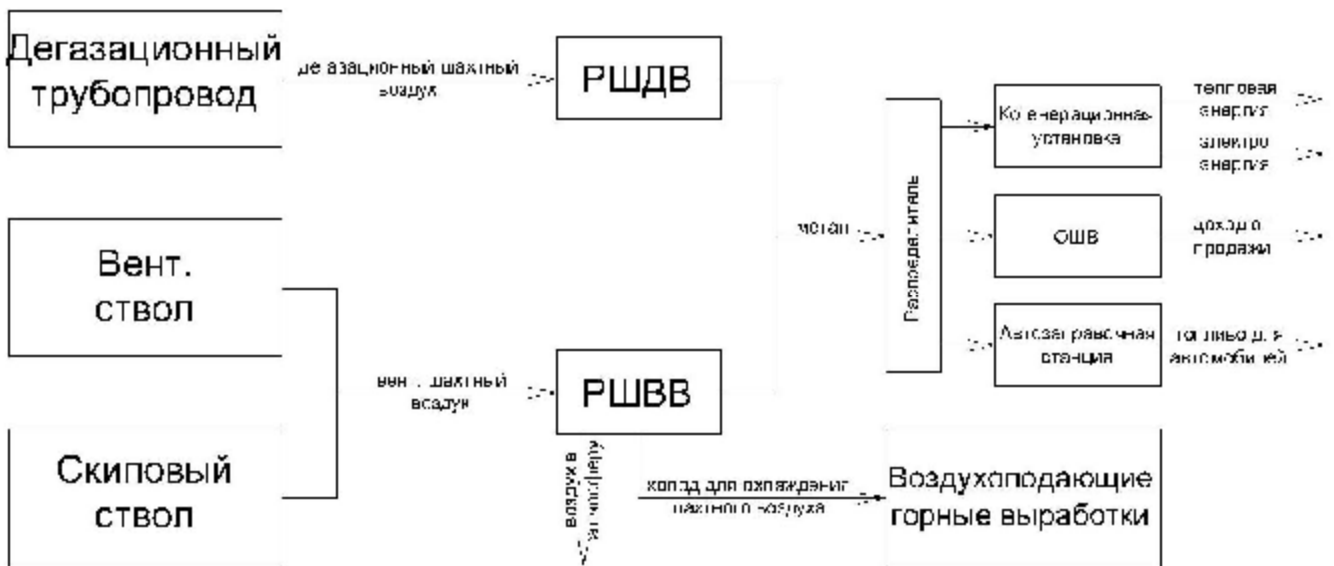 Дегазационный
трубопровод
дегазационный шахтный
воздух
РШДВ
Вент.
ствол
Скиповый
ствол
вент. шахтный
воздух
РШВВ
воздух в
атмосферу
холод для охлаждения
шахтного воздуха
Воздухоподающие
горные выработки
метан
Распределитель
Когенерационная
установка
тепловая
энергия
электро
энергия
ОШВ
доход о
продажи
Автозаправочная
станция
топливо для
автомобилей